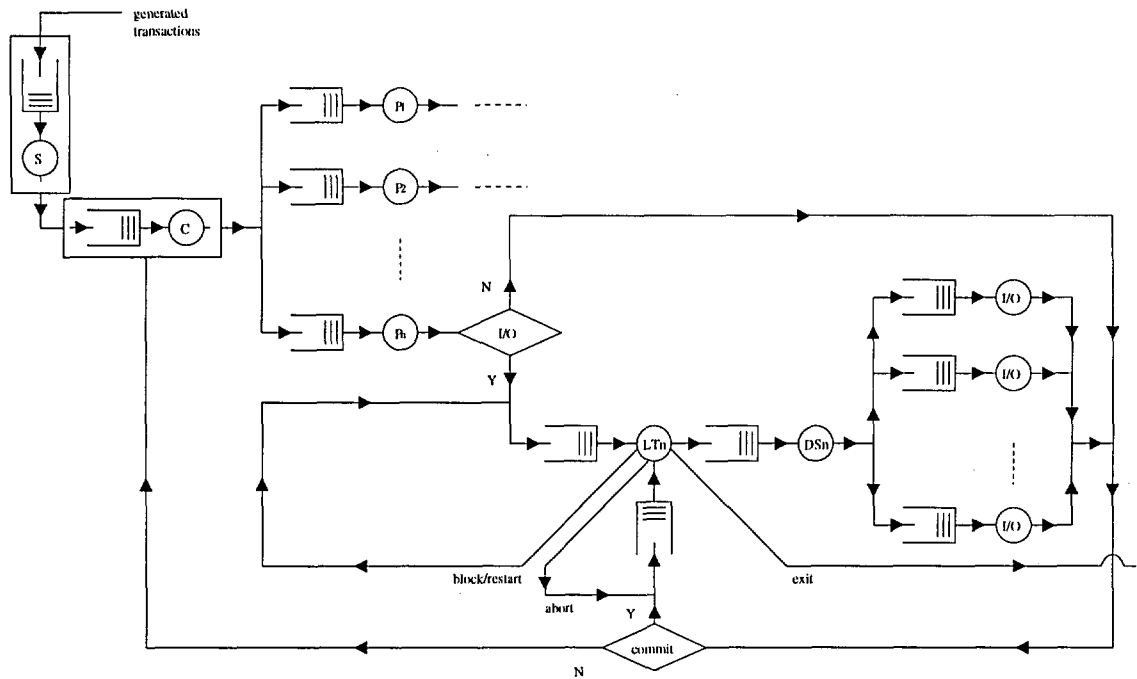 generated
transactions
P1
S
P2
C
N
I/O
Pn
I/O
Y
I/O
LTn
DSn
I/O
block/restart
exit
abort
Y
commit
N